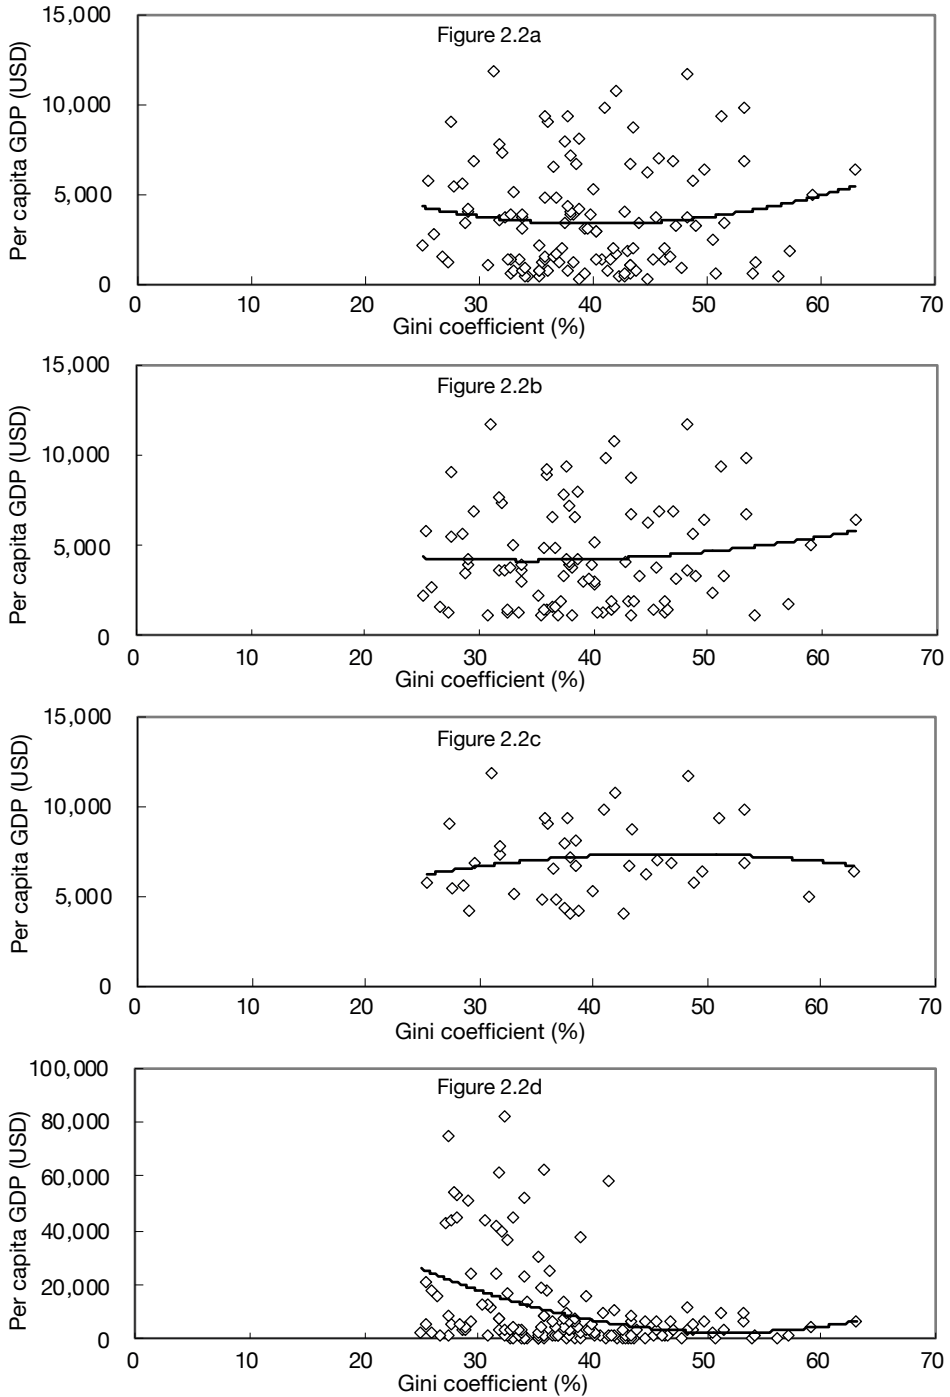 Figure 2.2a
Per capita GDP (USD)
15,000
10,000
5,000
0
0 10 20 30 40 50 60 70
Gini coefficient (%)
Figure 2.2b
Per capita GDP (USD)
15,000
10,000
5,000
0
0 10 20 30 40 50 60 70
Gini coefficient (%)
Figure 2.2c
Per capita GDP (USD)
15,000
10,000
5,000
0
0 10 20 30 40 50 60 70
Gini coefficient (%)
Figure 2.2d
Per capita GDP (USD)
100,000
80,000
60,000
40,000
20,000
0
0 10 20 30 40 50 60 70
Gini coefficient (%)